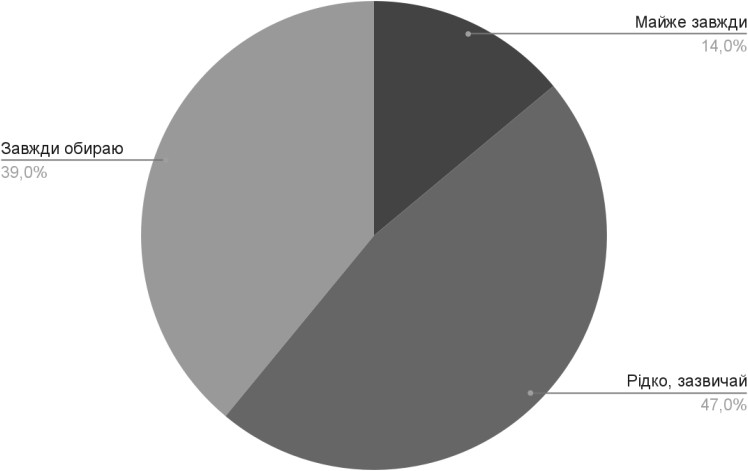 Майже завжди
14,0%
Завжди обираю
39,0%
Рідко, зазвичай
47,0%